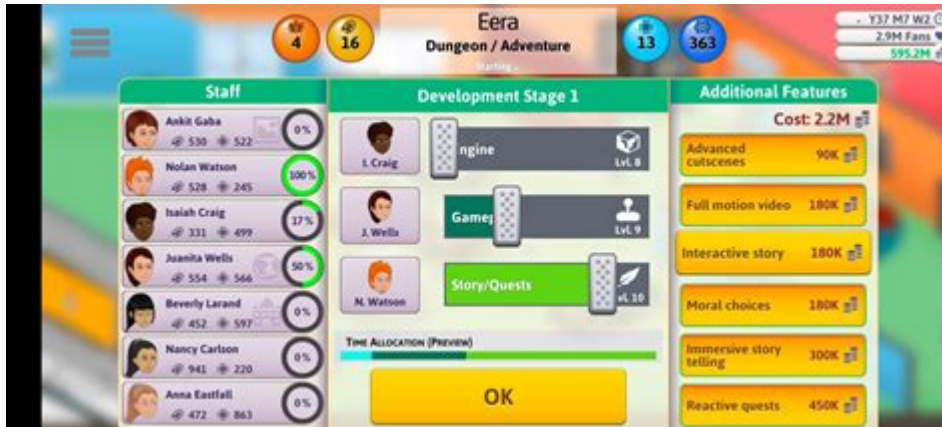 4
16
Eera
Dungeon / Adventure
Starting ..
13
363
Y37 M7 W2
2.9M Fans
595.2M
Staff
Ankit Gaba
530 522
0%
Nolan Watson
528 245
100%
Isaiah Craig
331 499
17%
Juanita Wells
554 566
50%
Beverly Larand
452 597
0%
Nancy Carlson
941 220
0%
Anna Eastfall
472 863
0%
Development Stage 1
I. Craig
ngine
Lvl. 8
J. Wells
Gamep
Lvl. 9
N. Watson
Story/Quests
vl. 10
TIME ALLOCATION (PREVIEW)
OK
Additional Features
Cost: 2.2M
Advanced cutscenes 90K
Full motion video 180K
Interactive story 180K
Moral choices 180K
Immersive story telling 300K
Reactive quests 450K